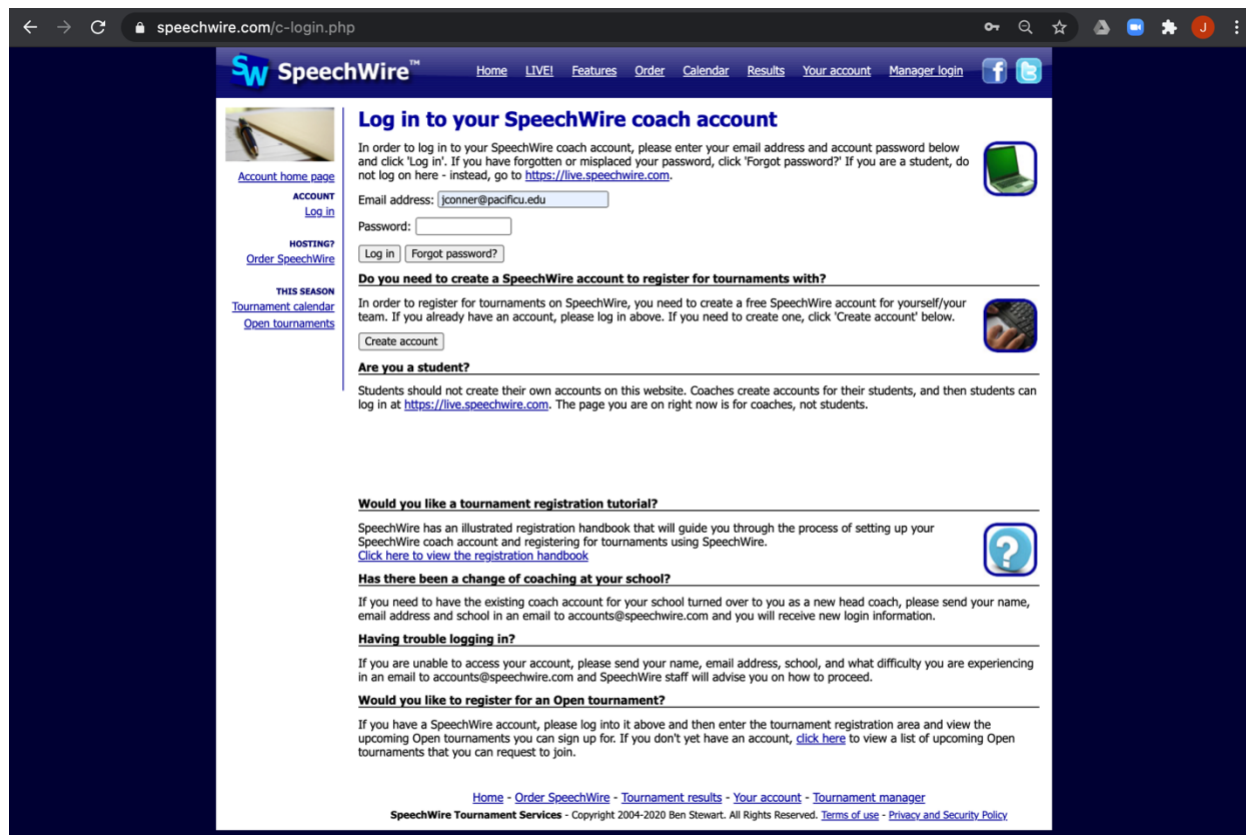 speechwire.com/c-login.php
J
SW SpeechWire™
Home LIVE! Features Order Calendar Results Your account Manager login
Account home page
ACCOUNT
Log in
HOSTING?
Order SpeechWire
THIS SEASON
Tournament calendar
Open tournaments
Log in to your SpeechWire coach account
In order to log in to your SpeechWire coach account, please enter your email address and account password below
and click 'Log in'. If you have forgotten or misplaced your password, click 'Forgot password?' If you are a student, do
not log on here - instead, go to https://live.speechwire.com.
Email address: jconner@pacificu.edu
Password:
Log in Forgot password?
Do you need to create a SpeechWire account to register for tournaments with?
In order to register for tournaments on SpeechWire, you need to create a free SpeechWire account for yourself/your
team. If you already have an account, please log in above. If you need to create one, click 'Create account' below.
Create account
Are you a student?
Students should not create their own accounts on this website. Coaches create accounts for their students, and then students can
log in at https://live.speechwire.com. The page you are on right now is for coaches, not students.
Would you like a tournament registration tutorial?
SpeechWire has an illustrated registration handbook that will guide you through the process of setting up your
SpeechWire coach account and registering for tournaments using SpeechWire.
Click here to view the registration handbook
Has there been a change of coaching at your school?
If you need to have the existing coach account for your school turned over to you as a new head coach, please send your name,
email address and school in an email to accounts@speechwire.com and you will receive new login information.
Having trouble logging in?
If you are unable to access your account, please send your name, email address, school, and what difficulty you are experiencing
in an email to accounts@speechwire.com and SpeechWire staff will advise you on how to proceed.
Would you like to register for an Open tournament?
If you have a SpeechWire account, please log into it above and then enter the tournament registration area and view the
upcoming Open tournaments you can sign up for. If you don't yet have an account, click here to view a list of upcoming Open
tournaments that you can request to join.
Home - Order SpeechWire - Tournament results - Your account - Tournament manager
SpeechWire Tournament Services - Copyright 2004-2020 Ben Stewart. All Rights Reserved. Terms of use - Privacy and Security Policy